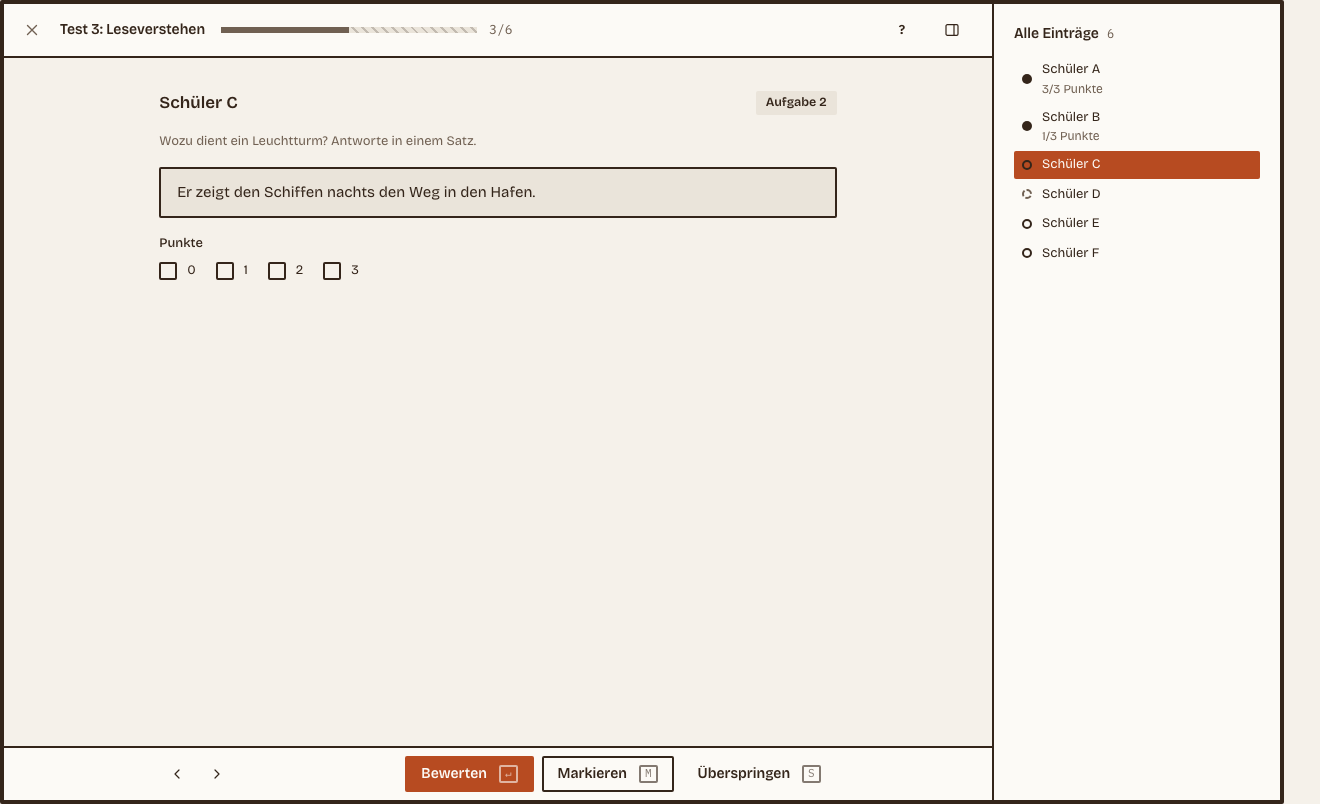 Test 3: Leseverstehen 3/6 ?
Schüler C Aufgabe 2
Wozu dient ein Leuchtturm? Antworte in einem Satz.
Er zeigt den Schiffen nachts den Weg in den Hafen.
Punkte
0 1 2 3
Bewerten ↵ Markieren M Überspringen S
Alle Einträge 6
Schüler A
3/3 Punkte
Schüler B
1/3 Punkte
Schüler C
Schüler D
Schüler E
Schüler F